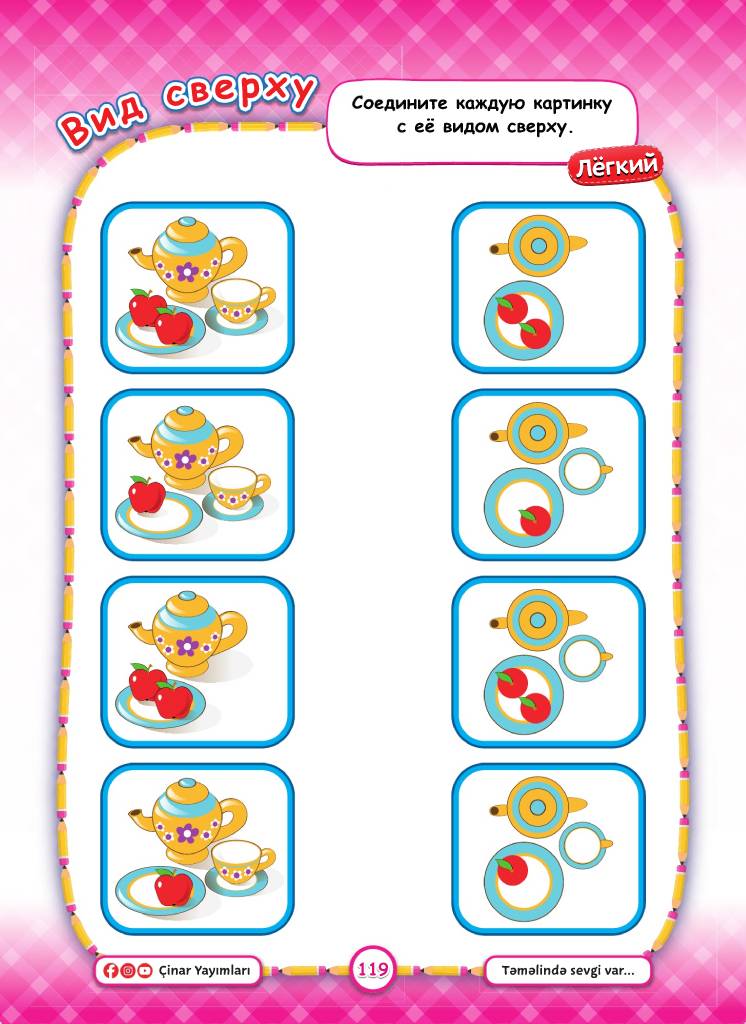 Вид сверху
Соедините каждую картинку
с её видом сверху.
Лёгкий
Çinar Yayımları
119
Təməlində sevgi var...